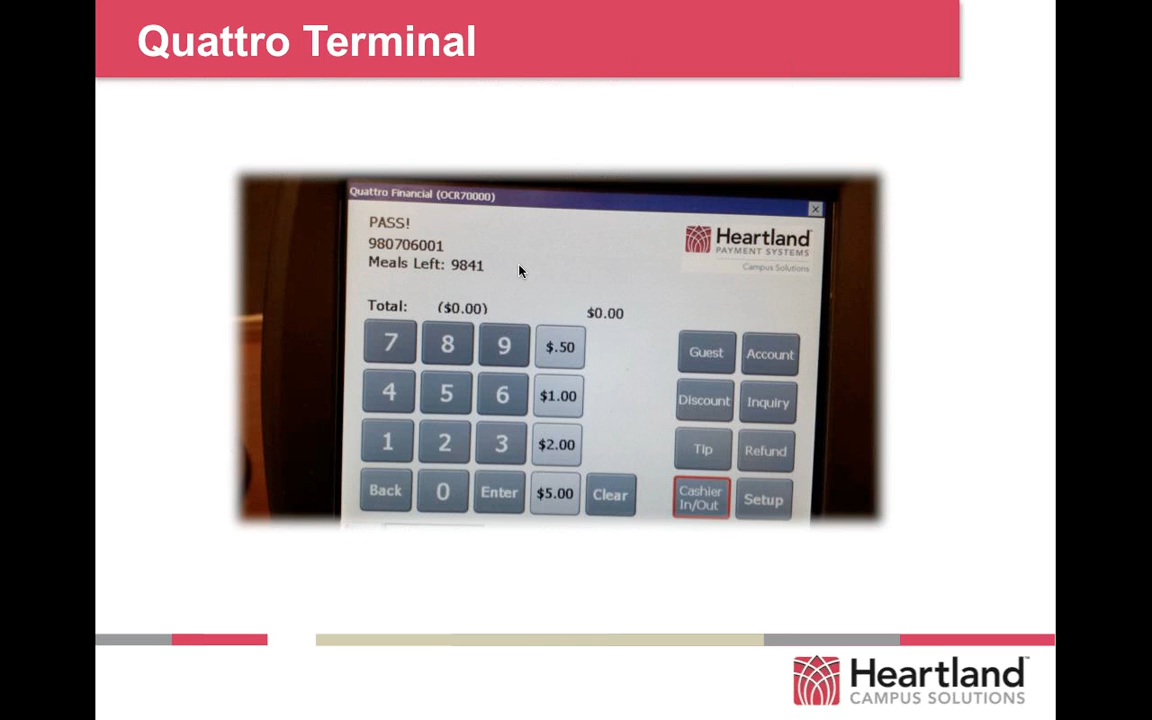 Quattro Terminal
Quattro Financial (OCR70000)
PASS!
980706001
Meals Left: 9841
Heartland
PAYMENT SYSTEMS
Campus Solutions
Total: ($0.00) $0.00
7 8 9 $.50
Guest Account
4 5 6 $1.00
Discount Inquiry
1 2 3 $2.00
Tip Refund
Back 0 Enter $5.00 Clear
Cashier
In/Out
Setup
Heartland
CAMPUS SOLUTIONS